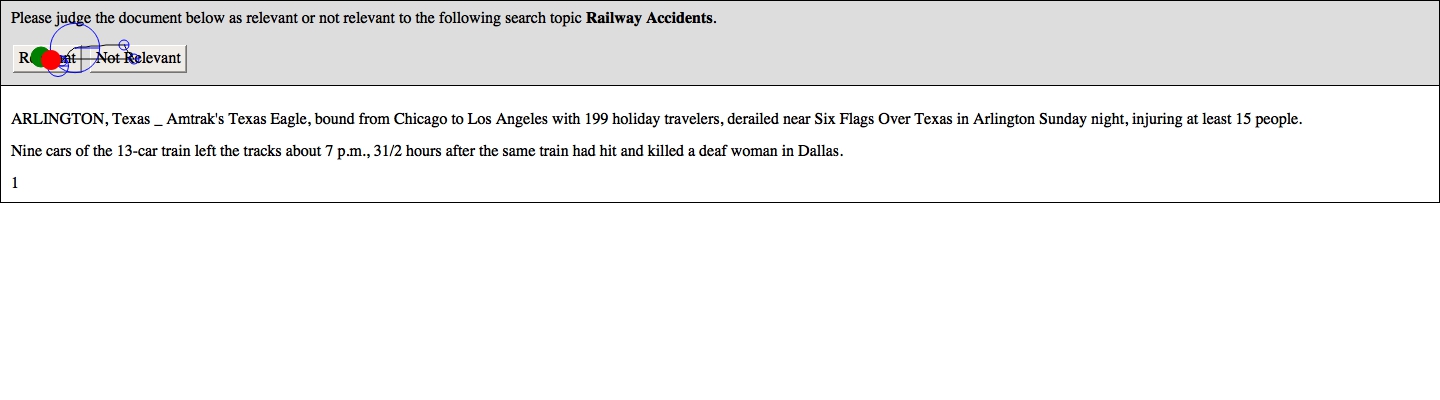 Please judge the document below as relevant or not relevant to the following search topic Railway Accidents.
Not Relevant
ARLINGTON, Texas _ Amtrak's Texas Eagle, bound from Chicago to Los Angeles with 199 holiday travelers, derailed near Six Flags Over Texas in Arlington Sunday night, injuring at least 15 people.
Nine cars of the 13-car train left the tracks about 7 p.m., 31/2 hours after the same train had hit and killed a deaf woman in Dallas.
1